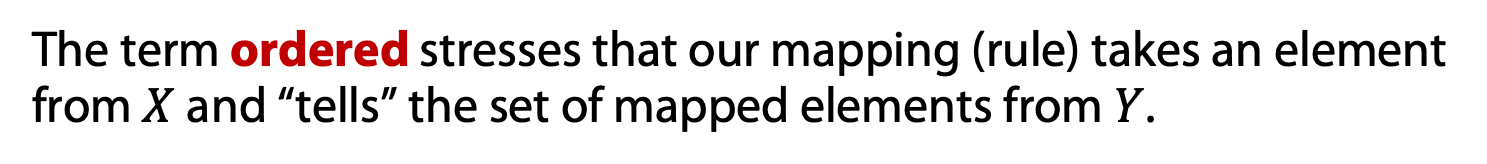 The term ordered stresses that our mapping (rule) takes an element
from X and “tells” the set of mapped elements from Y.